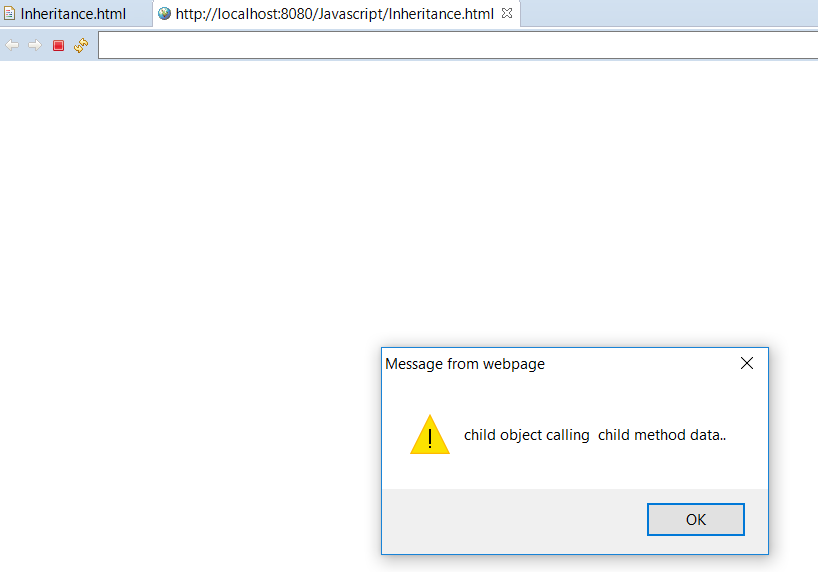 Inheritance.html
http://localhost:8080/Javascript/Inheritance.html
Message from webpage
child object calling  child method data..
OK